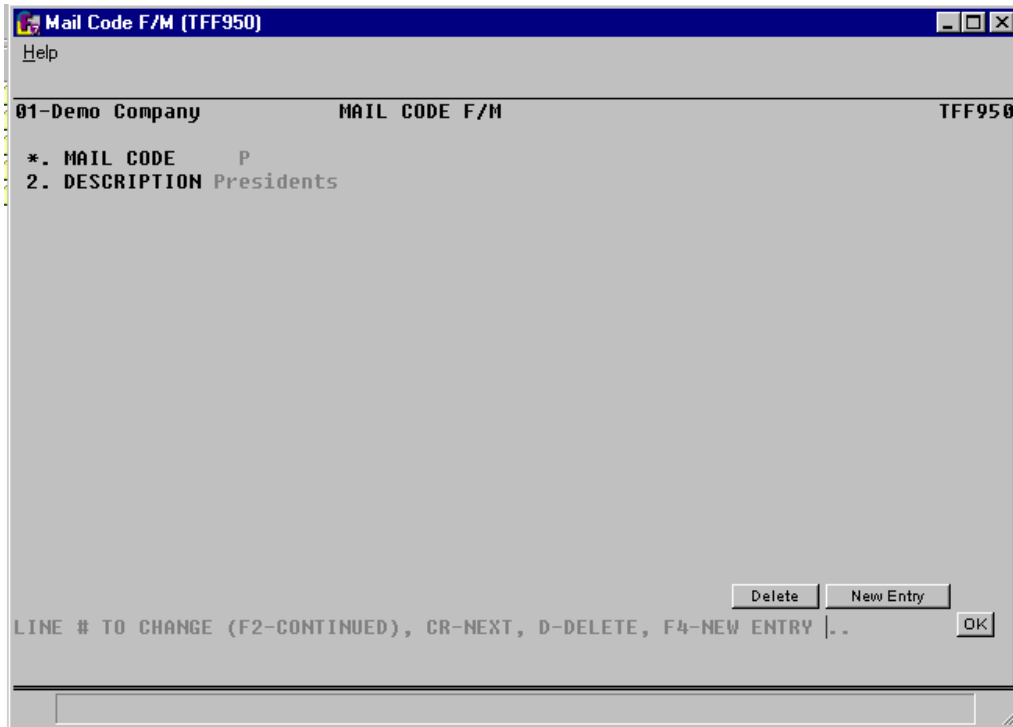 Mail Code F/M (TFF950)
Help
01-Demo Company MAIL CODE F/M TFF950
*. MAIL CODE P
2. DESCRIPTION Presidents
Delete New Entry
LINE # TO CHANGE (F2-CONTINUED), CR-NEXT, D-DELETE, F4-NEW ENTRY .. OK